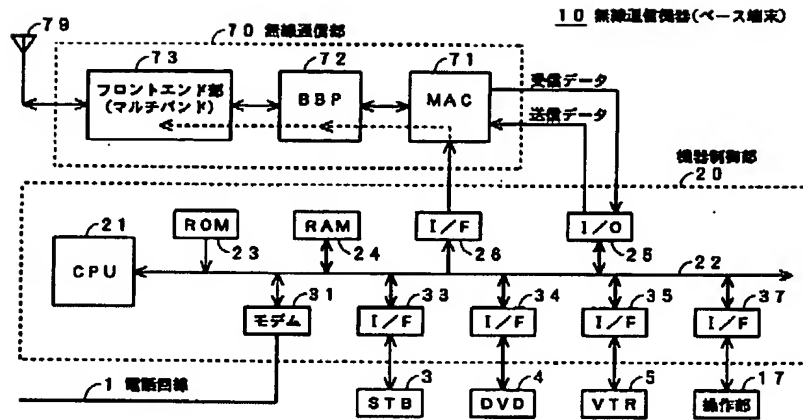 10 無線通信機器(ベース端末)
79
70 無線通信部
73
フロントエンド部
(マルチバンド)
72
BBP
71
MAC
受信データ
送信データ
機器制御部
20
21
CPU
ROM
23
RAM
24
I/F
26
I/O
25
22
31
モデム
33
I/F
34
I/F
35
I/F
37
I/F
1 電話回線
3
STB
4
DVD
5
VTR
17
操作部